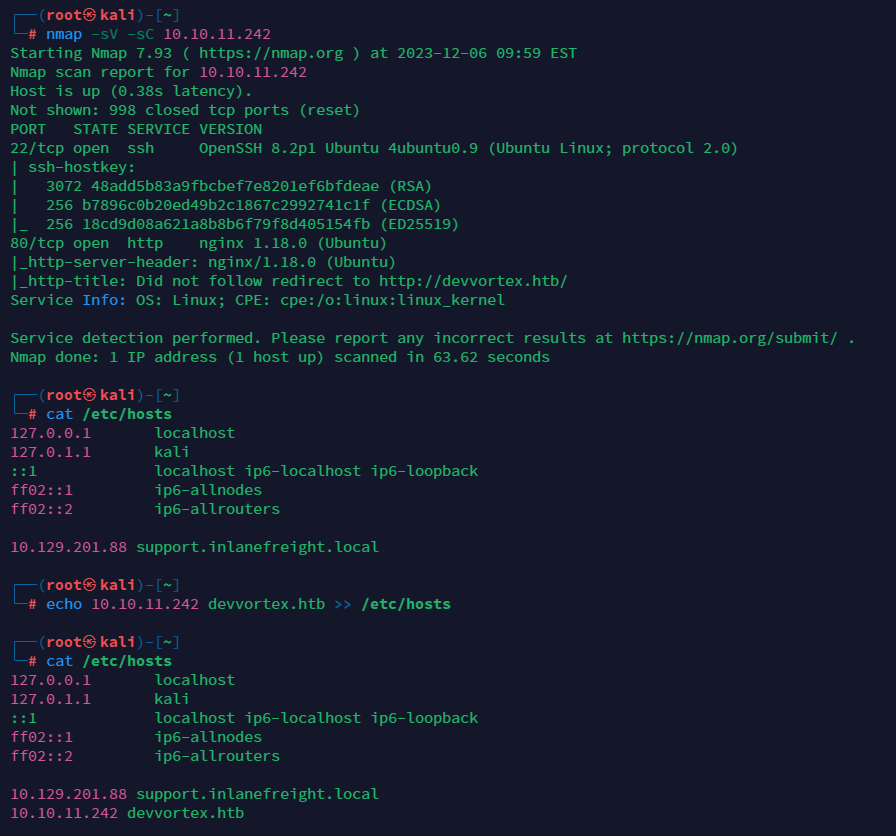 ┌──(root㉿kali)-[~]
└─# nmap -sV -sC 10.10.11.242
Starting Nmap 7.93 ( https://nmap.org ) at 2023-12-06 09:59 EST
Nmap scan report for 10.10.11.242
Host is up (0.38s latency).
Not shown: 998 closed tcp ports (reset)
PORT   STATE SERVICE VERSION
22/tcp open  ssh     OpenSSH 8.2p1 Ubuntu 4ubuntu0.9 (Ubuntu Linux; protocol 2.0)
| ssh-hostkey:
|   3072 48add5b83a9fbcbef7e8201ef6bfdeae (RSA)
|   256 b7896c0b20ed49b2c1867c2992741c1f (ECDSA)
|_  256 18cd9d08a621a8b8b6f79f8d405154fb (ED25519)
80/tcp open  http    nginx 1.18.0 (Ubuntu)
|_http-server-header: nginx/1.18.0 (Ubuntu)
|_http-title: Did not follow redirect to http://devvortex.htb/
Service Info: OS: Linux; CPE: cpe:/o:linux:linux_kernel

Service detection performed. Please report any incorrect results at https://nmap.org/submit/ .
Nmap done: 1 IP address (1 host up) scanned in 63.62 seconds

┌──(root㉿kali)-[~]
└─# cat /etc/hosts
127.0.0.1       localhost
127.0.1.1       kali
::1             localhost ip6-localhost ip6-loopback
ff02::1         ip6-allnodes
ff02::2         ip6-allrouters

10.129.201.88 support.inlanefreight.local

┌──(root㉿kali)-[~]
└─# echo 10.10.11.242 devvortex.htb >> /etc/hosts

┌──(root㉿kali)-[~]
└─# cat /etc/hosts
127.0.0.1       localhost
127.0.1.1       kali
::1             localhost ip6-localhost ip6-loopback
ff02::1         ip6-allnodes
ff02::2         ip6-allrouters

10.129.201.88 support.inlanefreight.local
10.10.11.242 devvortex.htb